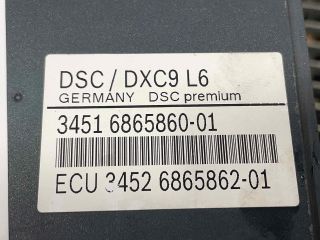 DSC / DXC9 L6
GERMANY DSC premium
3451 6865860-01
ECU 3452 6865862-01